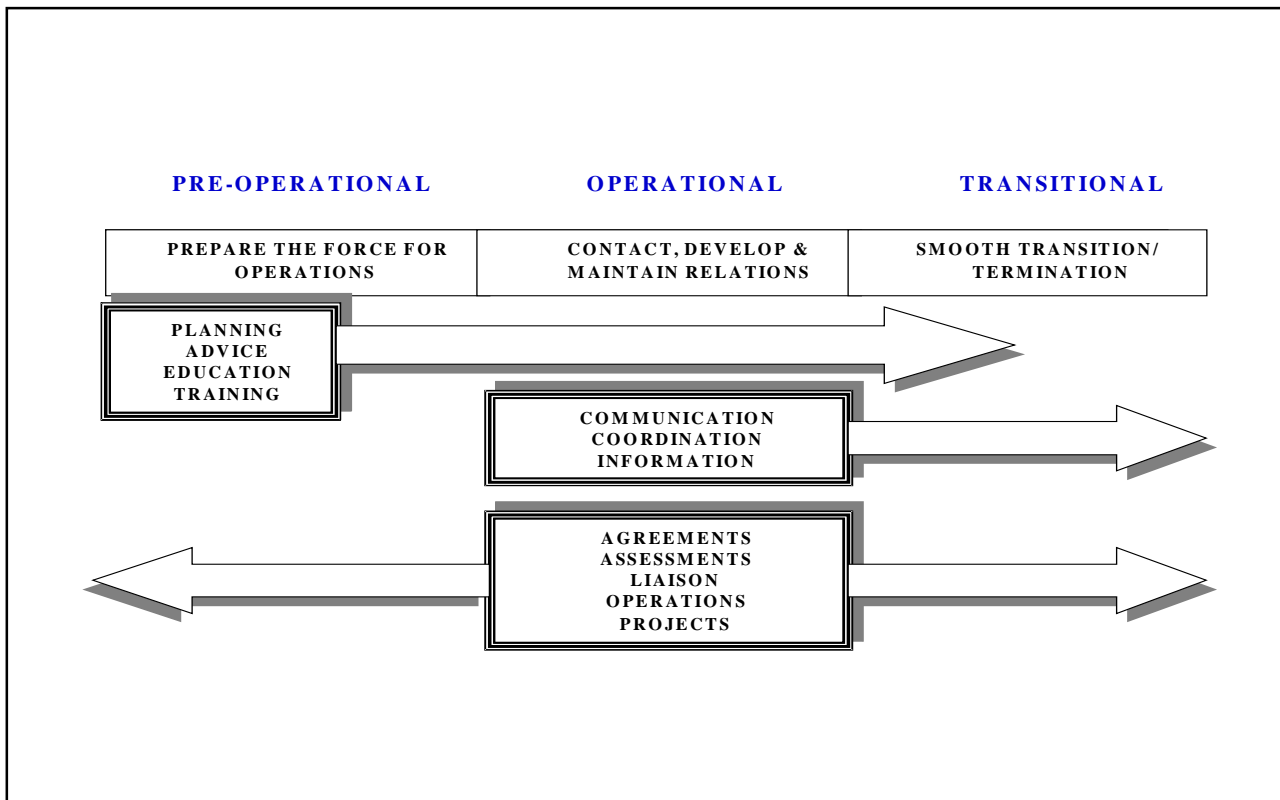 PRE-OPERATIONAL
OPERATIONAL
TRANSITIONAL
PREPARE THE FORCE FOR
OPERATIONS
CONTACT, DEVELOP &
MAINTAIN RELATIONS
SMOOTH TRANSITION/
TERMINATION
PLANNING
ADVICE
EDUCATION
TRAINING
COMMUNICATION
COORDINATION
INFORMATION
AGREEMENTS
ASSESSMENTS
LIAISON
OPERATIONS
PROJECTS